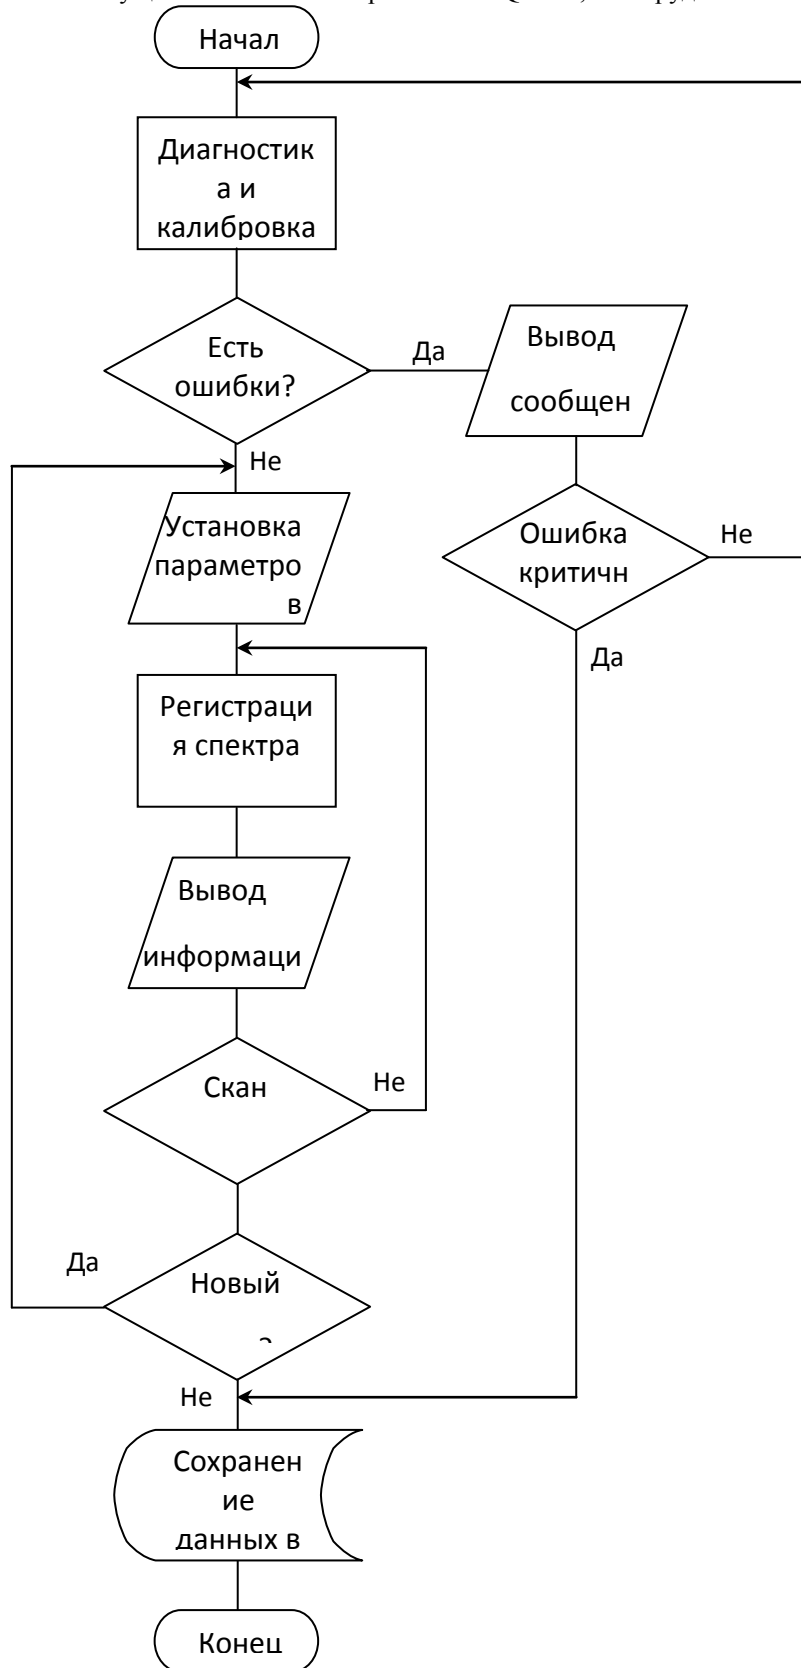 Начал
Диагностик
а и
калибровка
Есть
ошибки?
Да
Вывод
сообщен
Не
Установка
параметро
в
Ошибка
критичн
Не
Да
Регистраци
я спектра
Вывод
информаци
Скан
Не
Да
Новый
Не
Сохранен
ие
данных в
Конец